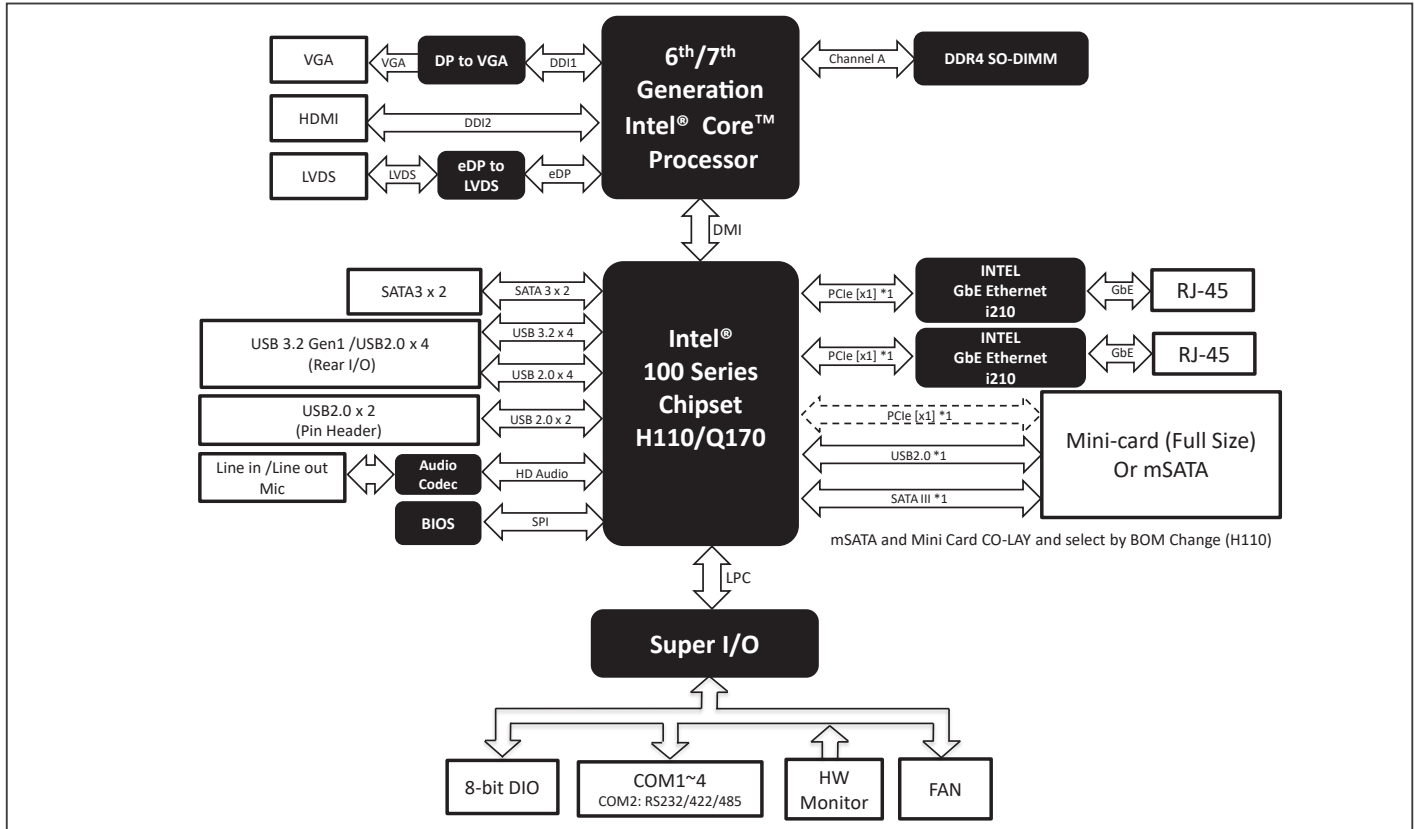 VGA
VGA
DP to VGA
DDI1
6th/7th
Generation
Intel® Core™
Processor
Channel A
DDR4 SO-DIMM
HDMI
DDI2
LVDS
LVDS
eDP to
LVDS
eDP
DMI
SATA3 x 2
SATA 3 x 2
USB 3.2 Gen1 /USB2.0 x 4
(Rear I/O)
USB 3.2 x 4
USB 2.0 x 4
USB2.0 x 2
(Pin Header)
USB 2.0 x 2
Line in /Line out
Mic
Audio
Codec
HD Audio
BIOS
SPI
Intel®
100 Series
Chipset
H110/Q170
PCIe [x1] *1
INTEL
GbE Ethernet
i210
GbE
RJ-45
PCIe [x1] *1
INTEL
GbE Ethernet
i210
GbE
RJ-45
PCIe [x1] *1
USB2.0 *1
SATA III *1
Mini-card (Full Size)
Or mSATA
mSATA and Mini Card CO-LAY and select by BOM Change (H110)
LPC
Super I/O
8-bit DIO
COM1~4
COM2: RS232/422/485
HW
Monitor
FAN